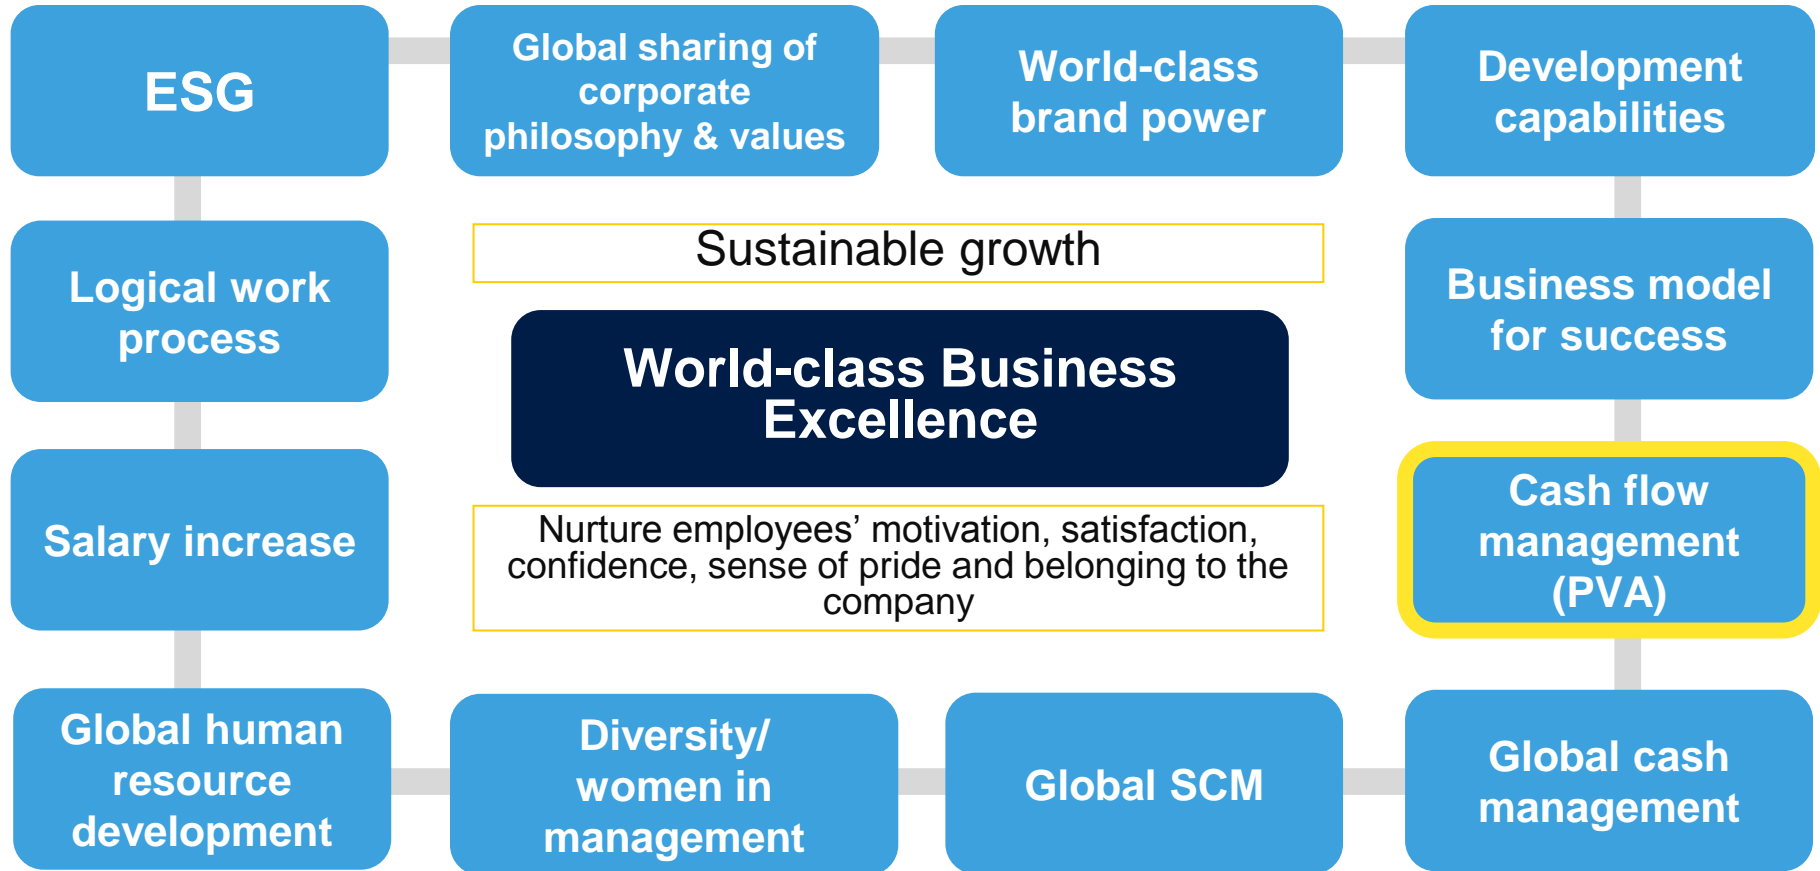 ESG
Global sharing of
corporate
philosophy & values
World-class
brand power
Development
capabilities
Logical work
process
Sustainable growth
Business model
for success
World-class Business
Excellence
Salary increase
Nurture employees’ motivation, satisfaction,
confidence, sense of pride and belonging to the
company
Cash flow
management
(PVA)
Global human
resource
development
Diversity/
women in
management
Global SCM
Global cash
management